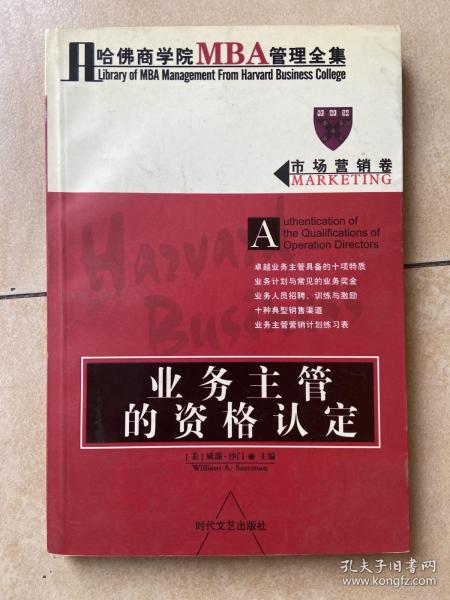 哈佛商学院MBA管理全集
Library of MBA Management From Harvard Business College
市场营销卷
MARKETING
Authentication of
the Qualifications of
Operation Directors
卓越业务主管具备的十项特质
业务计划与常见的业务奖金
业务人员招聘、训练与激励
十种典型销售渠道
业务主管营销计划练习表
Harvard
Business
业务主管
的资格认定
[美]威廉·沙门 主编
William A. Sareman
时代文艺出版社
孔夫子旧书网
www.kongfz.com